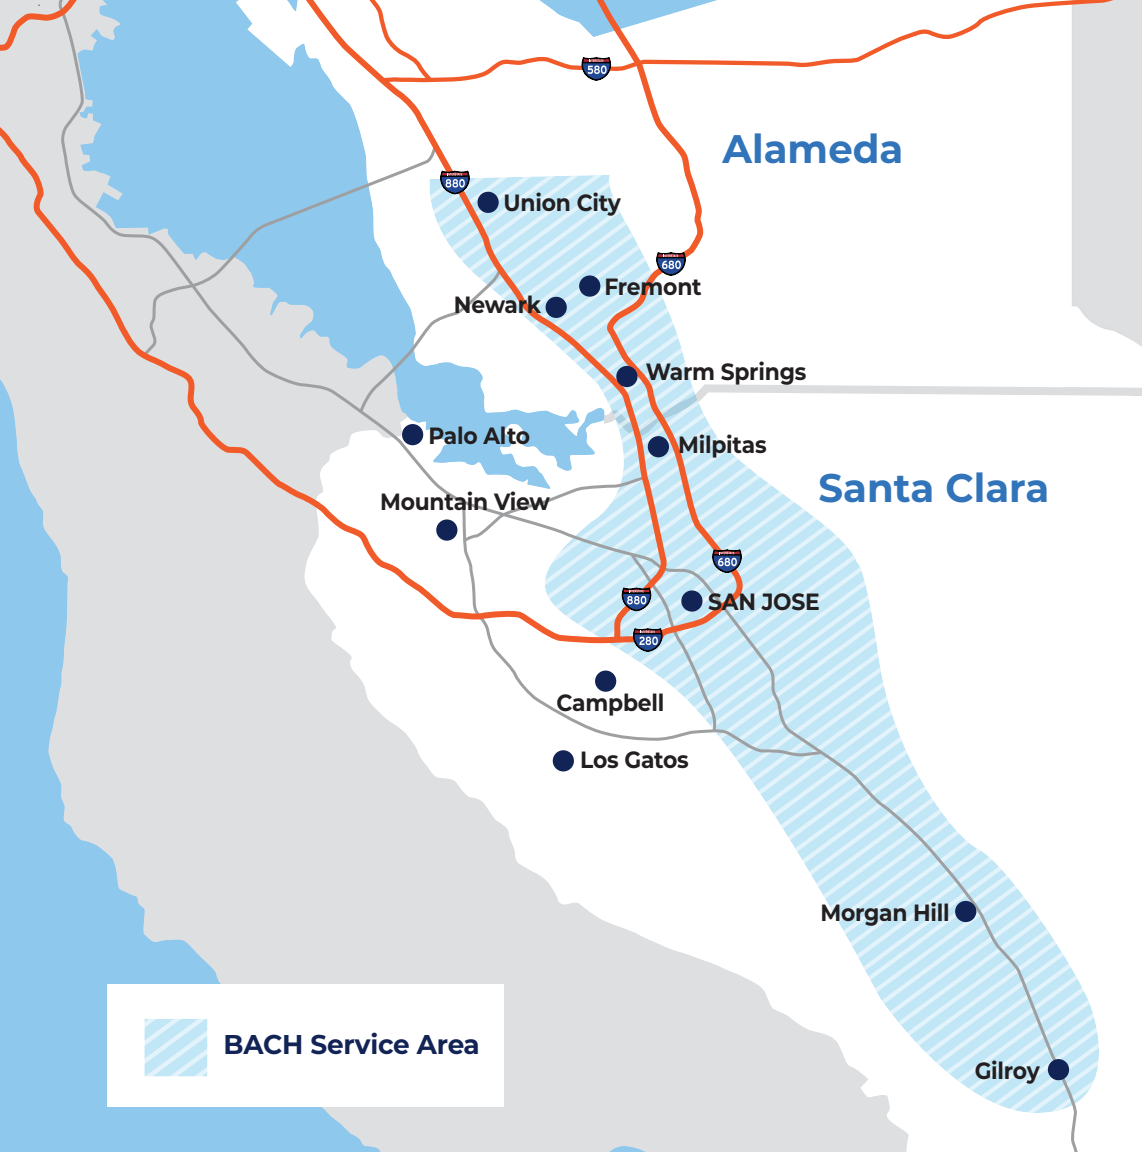 580
Alameda
880
Union City
680
Fremont
Newark
Warm Springs
Palo Alto
Milpitas
Santa Clara
Mountain View
680
880
SAN JOSE
280
Campbell
Los Gatos
Morgan Hill
BACH Service Area
Gilroy